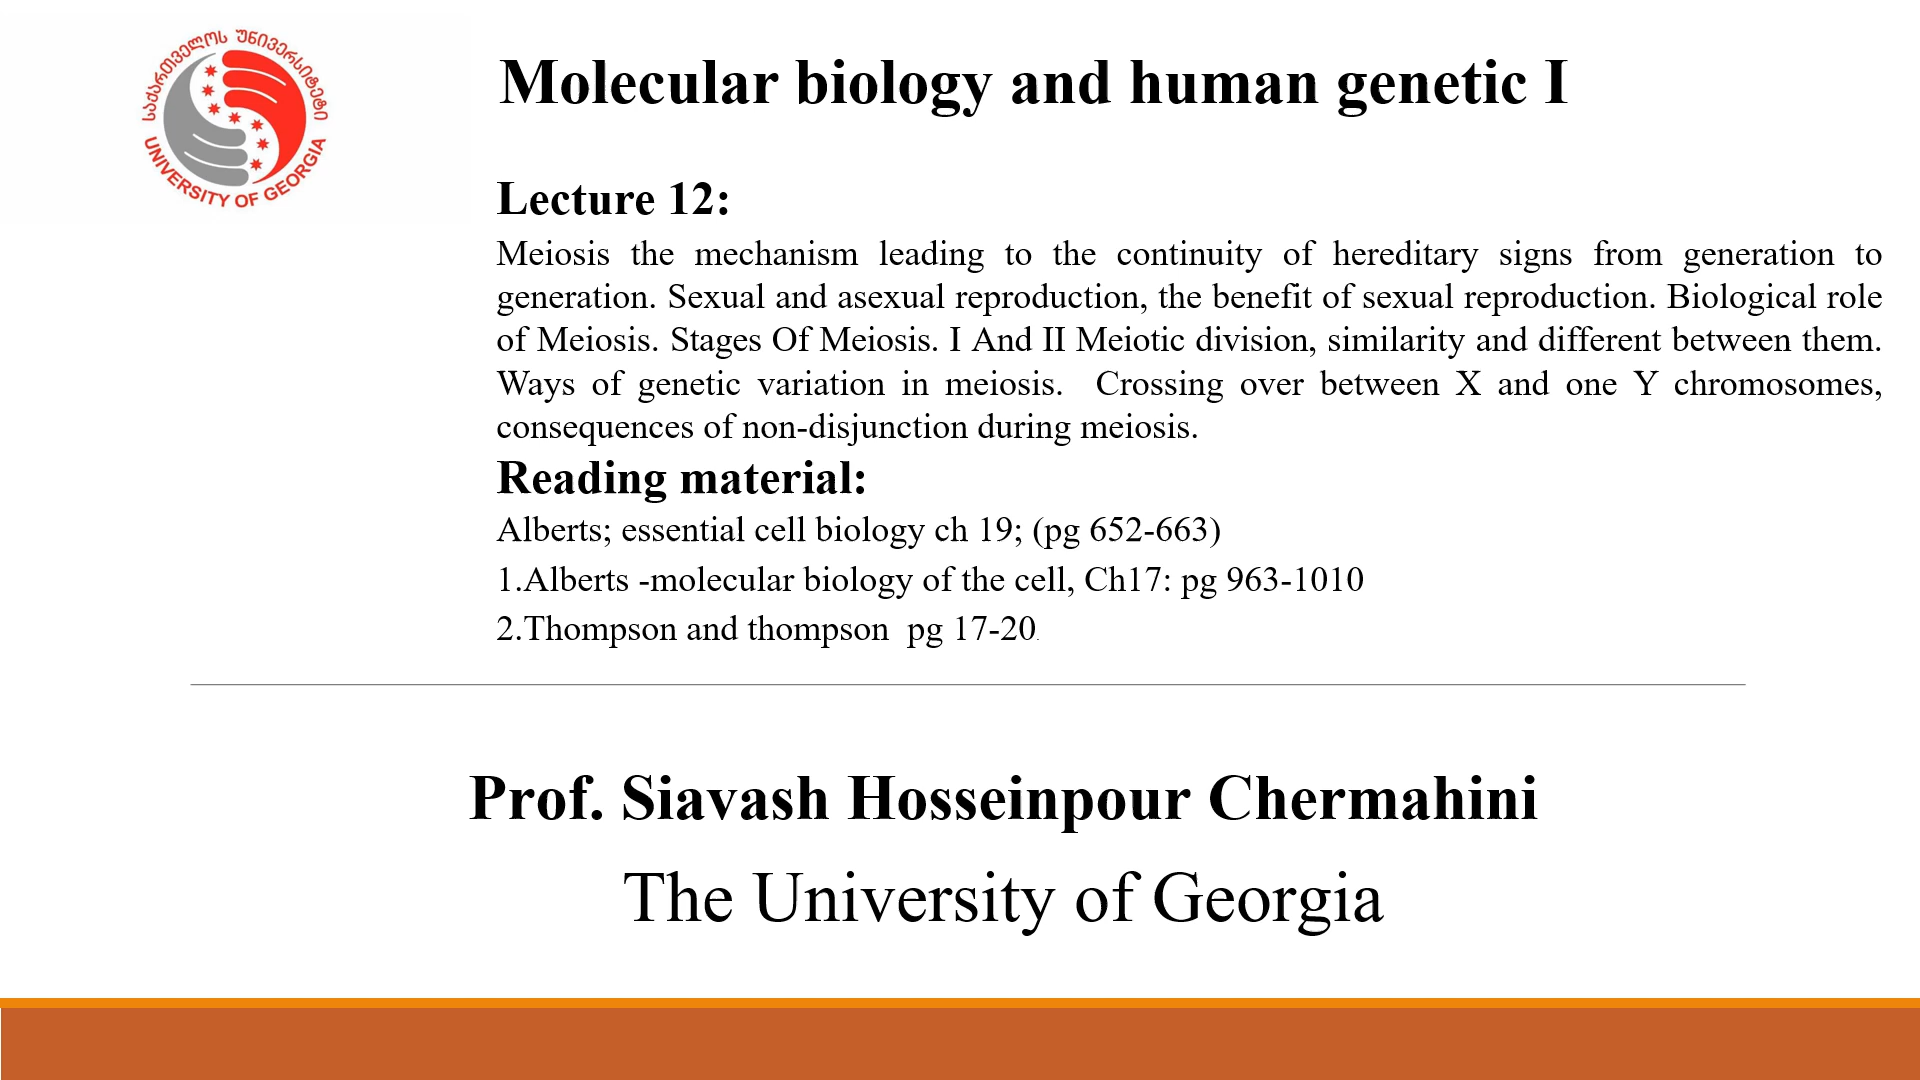 საქართველოს უნივერსიტეტი
UNIVERSITY OF GEORGIA
Molecular biology and human genetic I
Lecture 12:
Meiosis the mechanism leading to the continuity of hereditary signs from generation to
generation. Sexual and asexual reproduction, the benefit of sexual reproduction. Biological role
of Meiosis. Stages Of Meiosis. I And II Meiotic division, similarity and different between them.
Ways of genetic variation in meiosis. Crossing over between X and one Y chromosomes,
consequences of non-disjunction during meiosis.
Reading material:
Alberts; essential cell biology ch 19; (pg 652-663)
1.Alberts -molecular biology of the cell, Ch17: pg 963-1010
2.Thompson and thompson pg 17-20.
Prof. Siavash Hosseinpour Chermahini
The University of Georgia